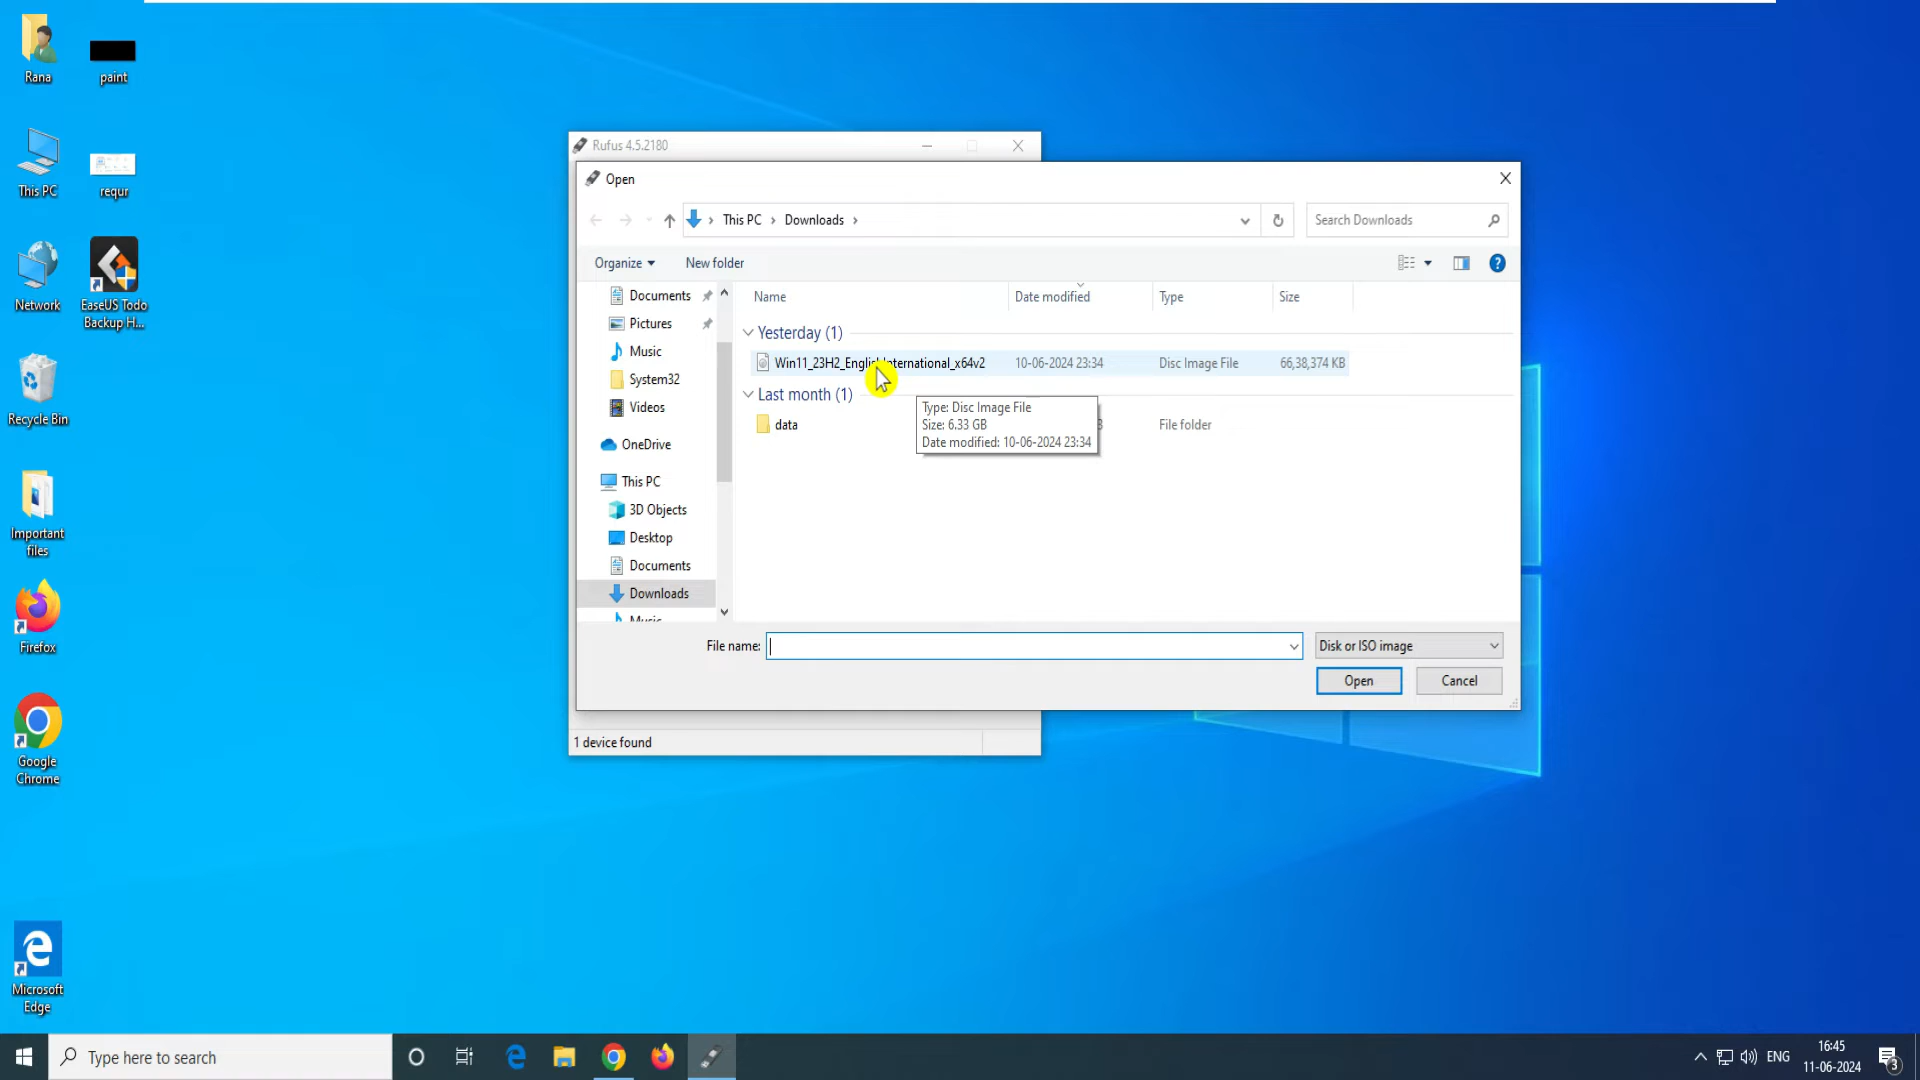 Rana
paint
This PC
requr
Network
EaseUS Todo
Backup H...
Recycle Bin
Important
files
Firefox
Google
Chrome
Microsoft
Edge
Rufus 4.5.2180
Open
This PC > Downloads >
Search Downloads
Organize
New folder
Documents
Pictures
Music
System32
Videos
OneDrive
This PC
3D Objects
Desktop
Documents
Downloads
Music
Name
Date modified
Type
Size
Yesterday (1)
Win11_23H2_EnglishInternational_x64v2 10-06-2024 23:34 Disc Image File 66,38,374 KB
Last month (1)
data
File folder
Type: Disc Image File
Size: 6.33 GB
Date modified: 10-06-2024 23:34
File name:
Disk or ISO image
Open
Cancel
1 device found
Type here to search
ENG
16:45
11-06-2024
3